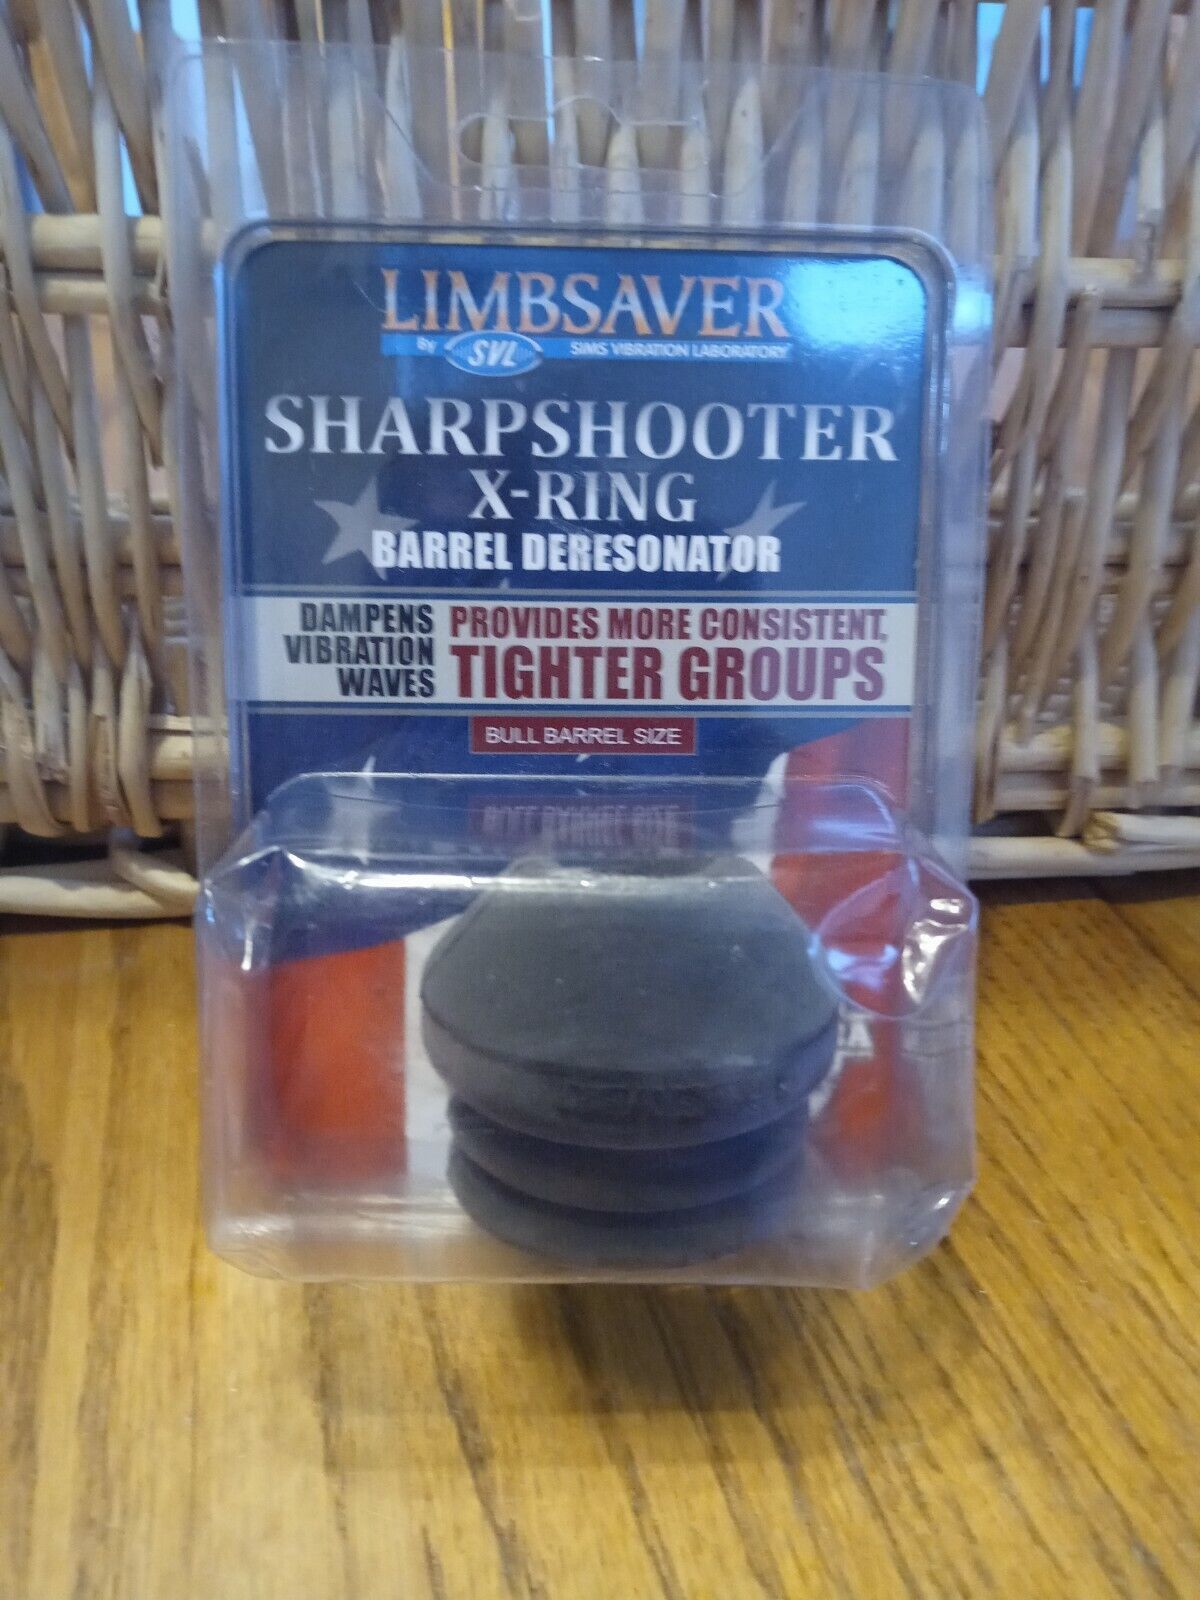 LIMBSAVER
By SVL SIMS VIBRATION LABORATORY
SHARPSHOOTER
X-RING
BARREL DERESONATOR
DAMPENS
VIBRATION
WAVES
PROVIDES MORE CONSISTENT,
TIGHTER GROUPS
BULL BARREL SIZE